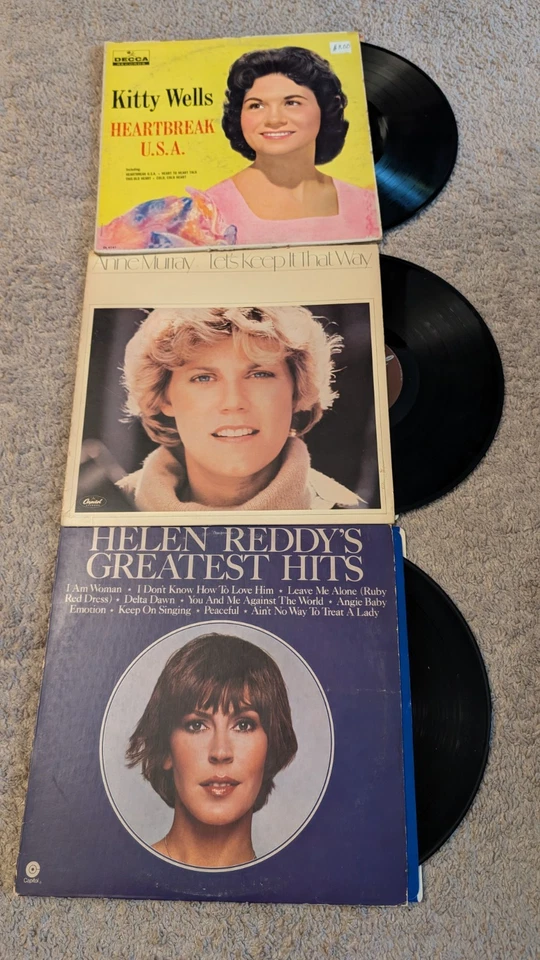 DECCA
RECORDS
Kitty Wells
HEARTBREAK
U.S.A.
Anne Murray Let's Keep It That Way
Capitol
HELEN REDDY'S
GREATEST HITS
I Am Woman • I Don't Know How To Love Him • Leave Me Alone (Ruby
Red Dress) • Delta Dawn • You And Me Against The World • Angie Baby
Emotion • Keep On Singing • Peaceful • Ain't No Way To Treat A Lady
Capitol